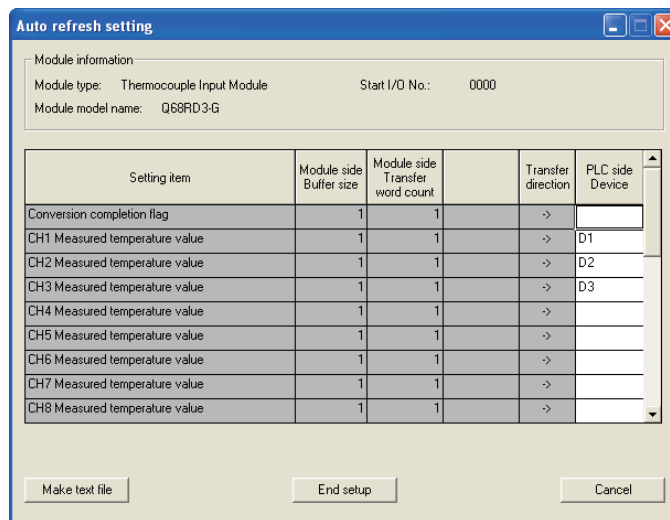 Auto refresh setting
Module information
Module type: Thermocouple Input Module Start I/O No.: 0000
Module model name: Q68RD3-G
Setting item Module side Buffer size Module side Transfer word count Transfer direction PLC side Device
Conversion completion flag 1 1 ->
CH1 Measured temperature value 1 1 -> D1
CH2 Measured temperature value 1 1 -> D2
CH3 Measured temperature value 1 1 -> D3
CH4 Measured temperature value 1 1 ->
CH5 Measured temperature value 1 1 ->
CH6 Measured temperature value 1 1 ->
CH7 Measured temperature value 1 1 ->
CH8 Measured temperature value 1 1 ->
Make text file End setup Cancel